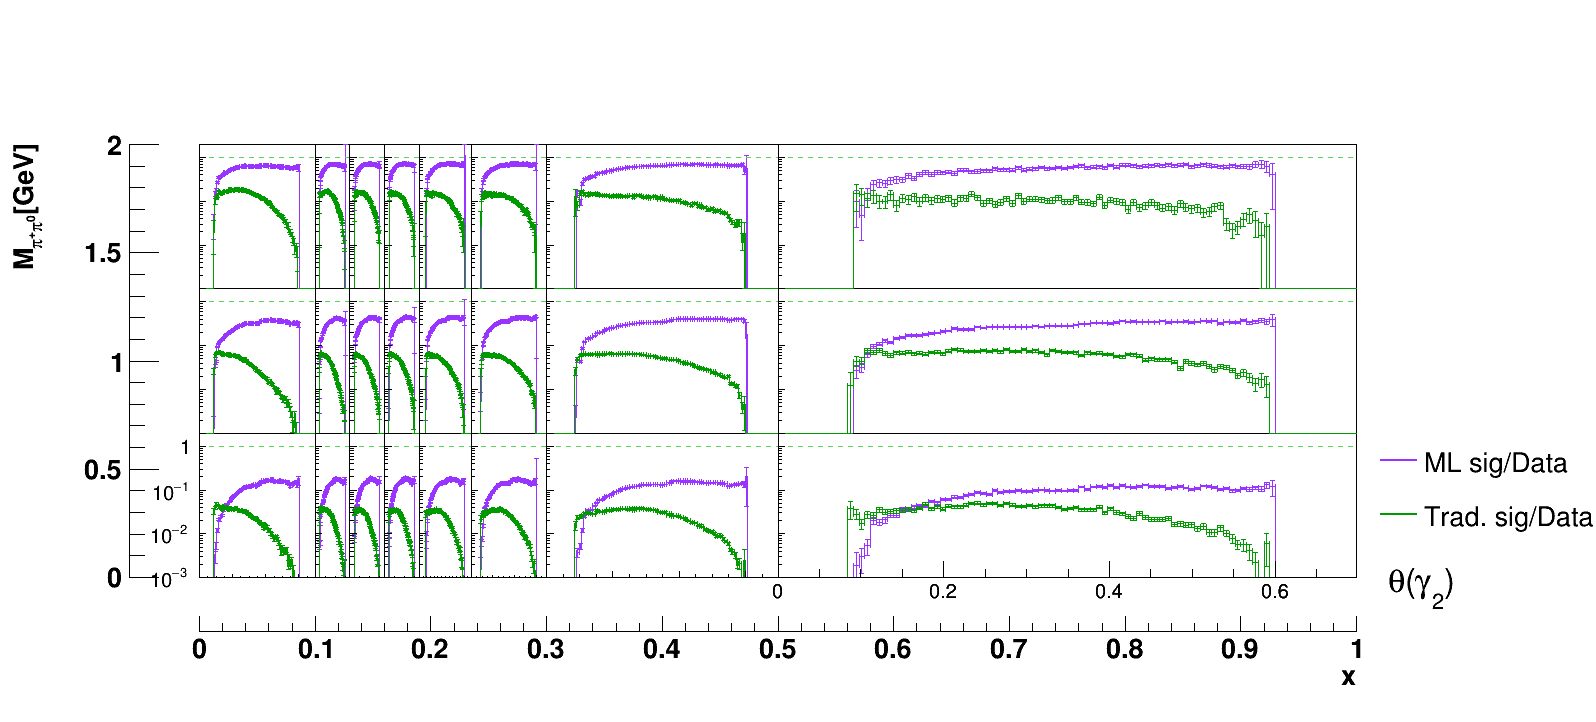 M_{π⁺π⁰}[GeV]
2
1.5
1
0.5
0
1
10⁻¹
10⁻²
10⁻³
0 0.2 0.4 0.6
θ(γ₂)
0 0.1 0.2 0.3 0.4 0.5 0.6 0.7 0.8 0.9 1
x
ML sig/Data
Trad. sig/Data